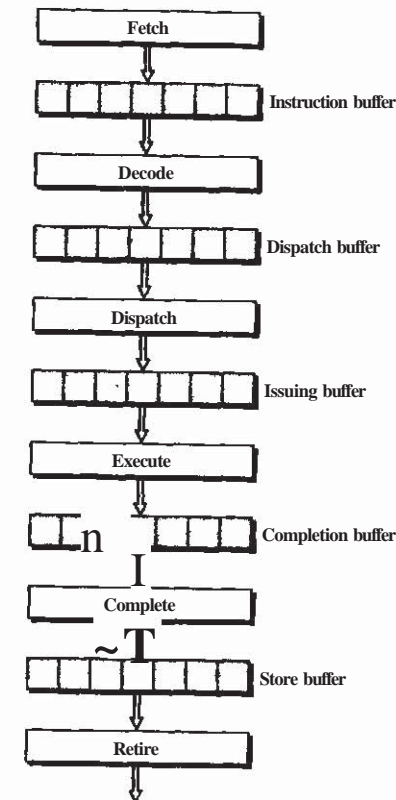 Fetch
Instruction buffer
Decode
Dispatch buffer
Dispatch
Issuing buffer
Execute
n
Completion buffer
I
Complete
~ T
Store buffer
Retire